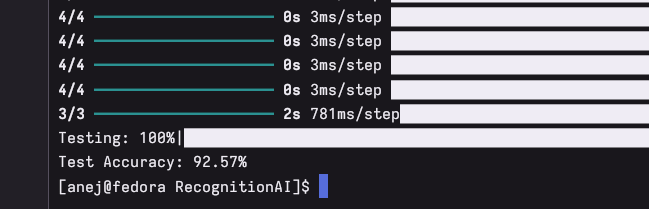 4/4 ━━━━━━━━━━━━━━━━━━━━ 0s 3ms/step
4/4 ━━━━━━━━━━━━━━━━━━━━ 0s 3ms/step
4/4 ━━━━━━━━━━━━━━━━━━━━ 0s 3ms/step
4/4 ━━━━━━━━━━━━━━━━━━━━ 0s 3ms/step
3/3 ━━━━━━━━━━━━━━━━━━━━ 2s 781ms/step
Testing: 100%|
Test Accuracy: 92.57%
[anej@fedora RecognitionAI]$